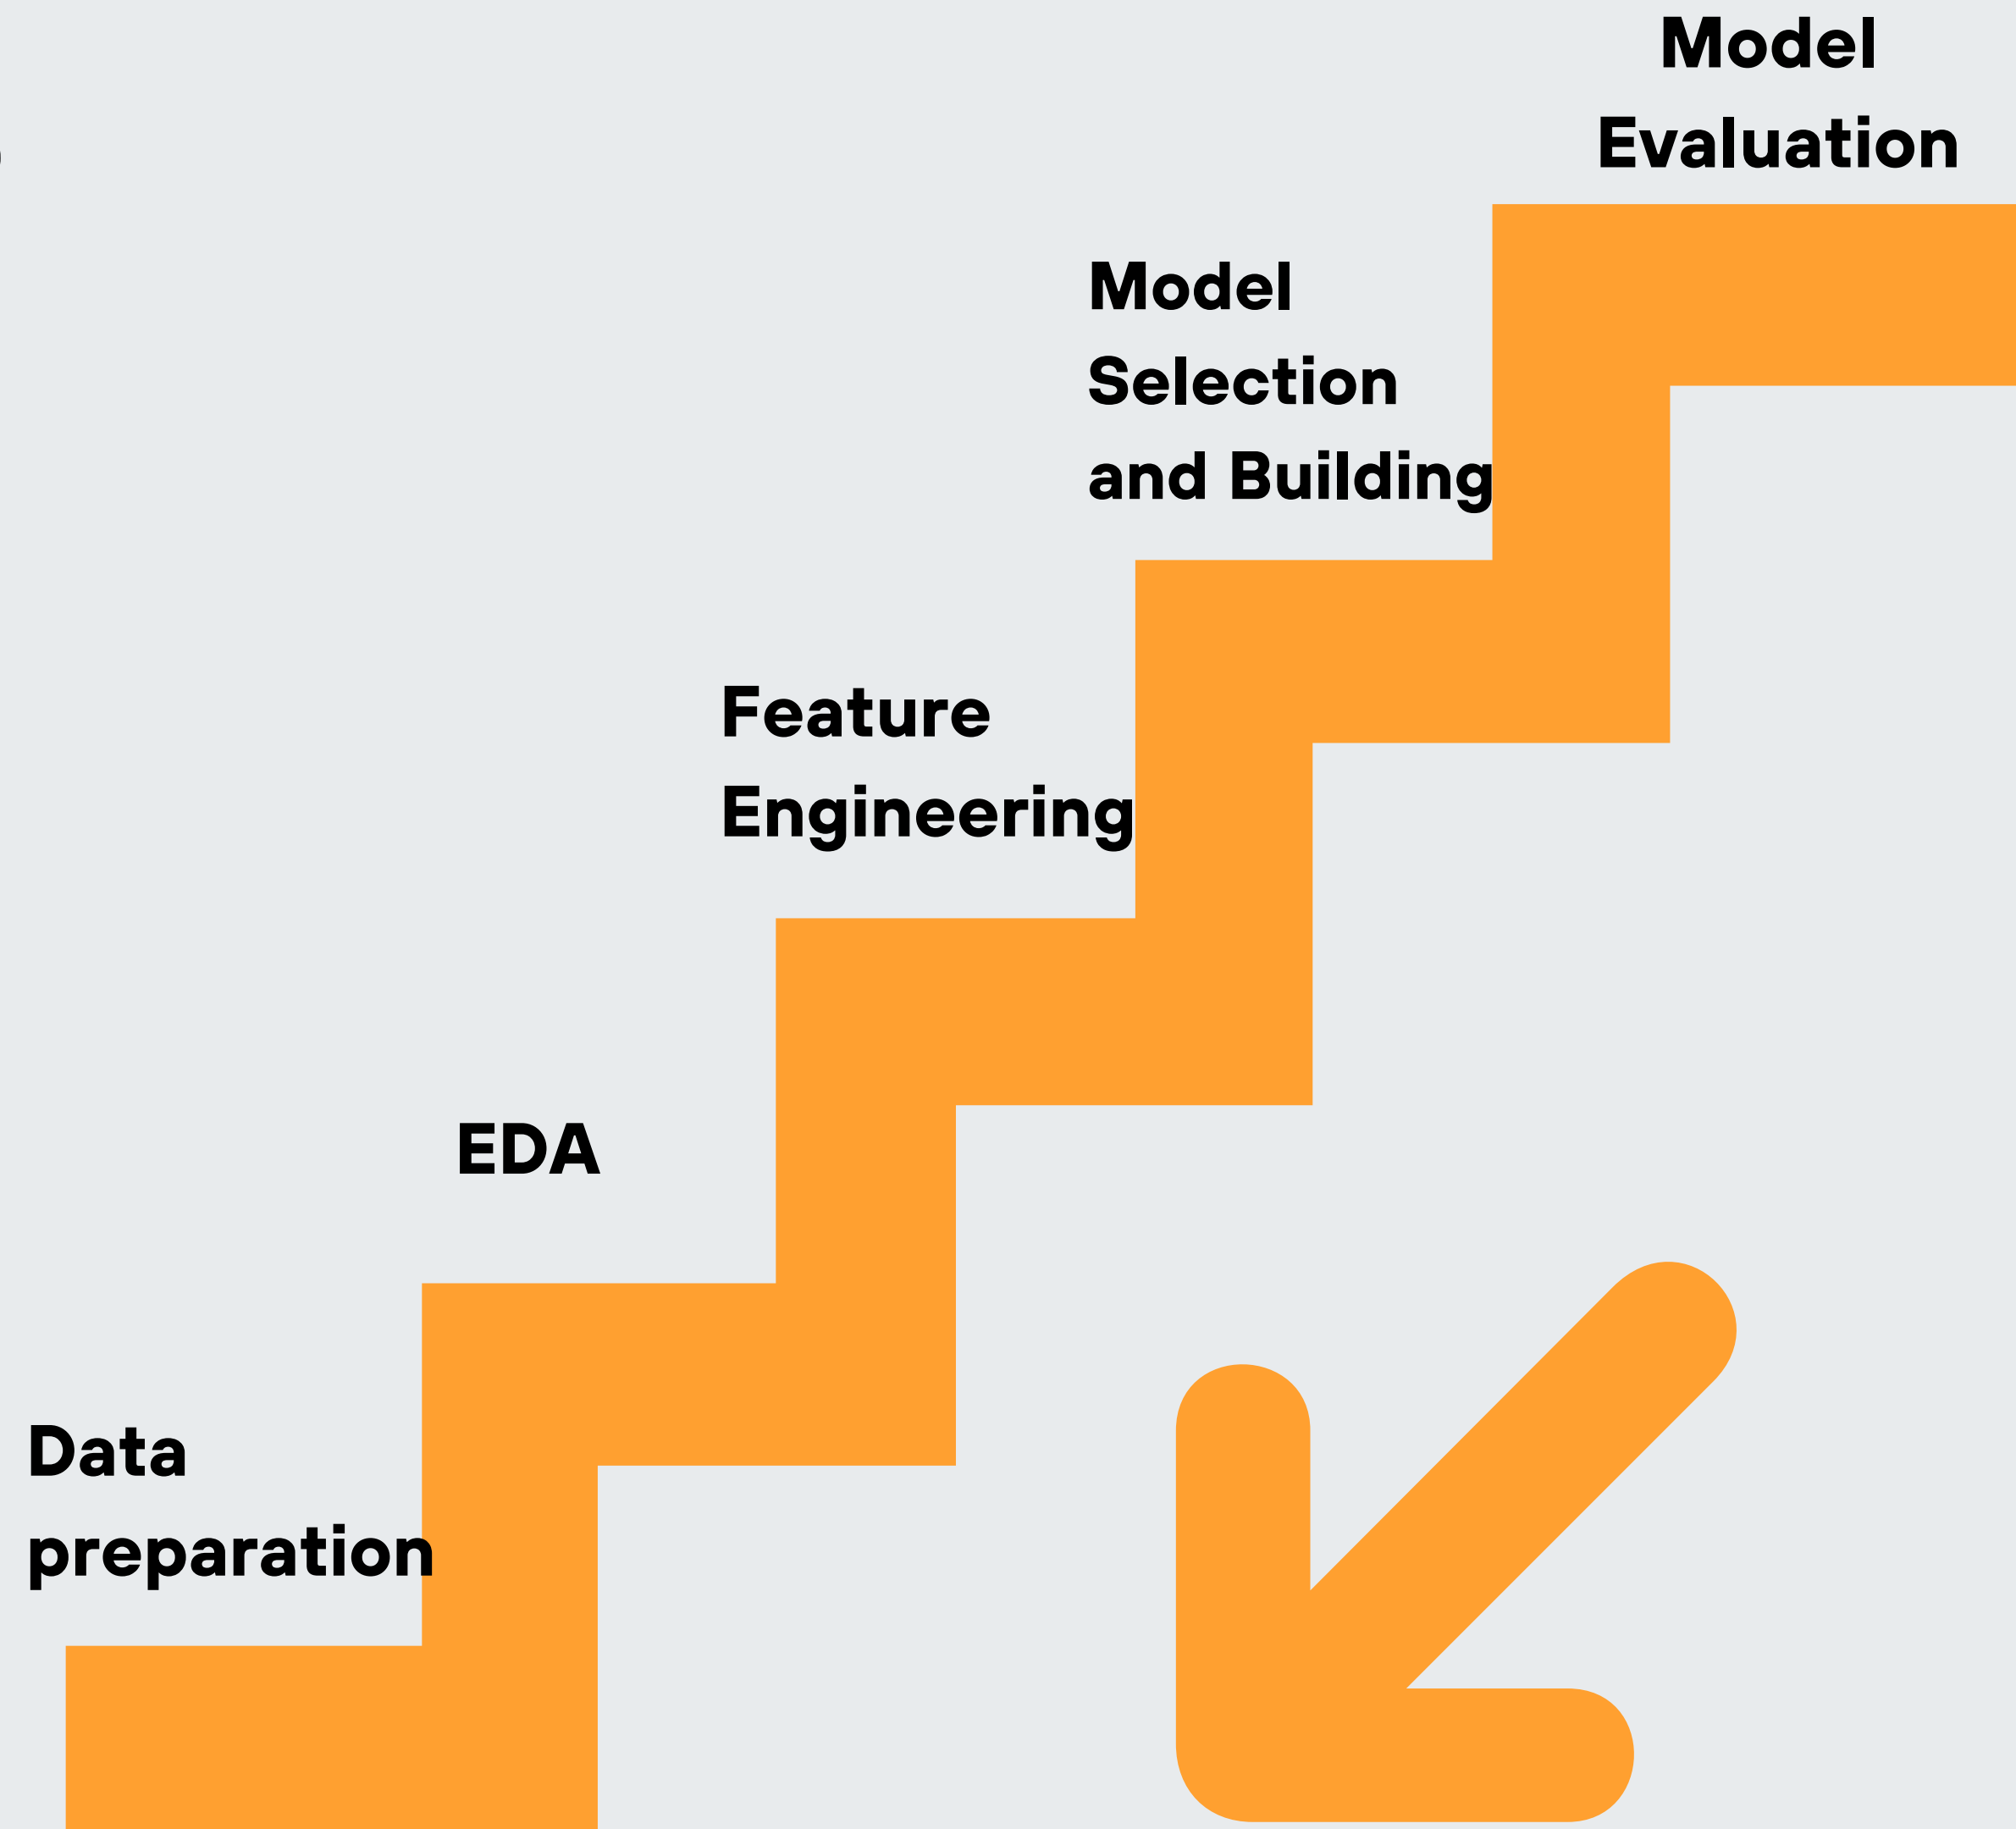 Model
Evaluation
Model
Selection
and Building
Feature
Engineering
EDA
Data
preparation